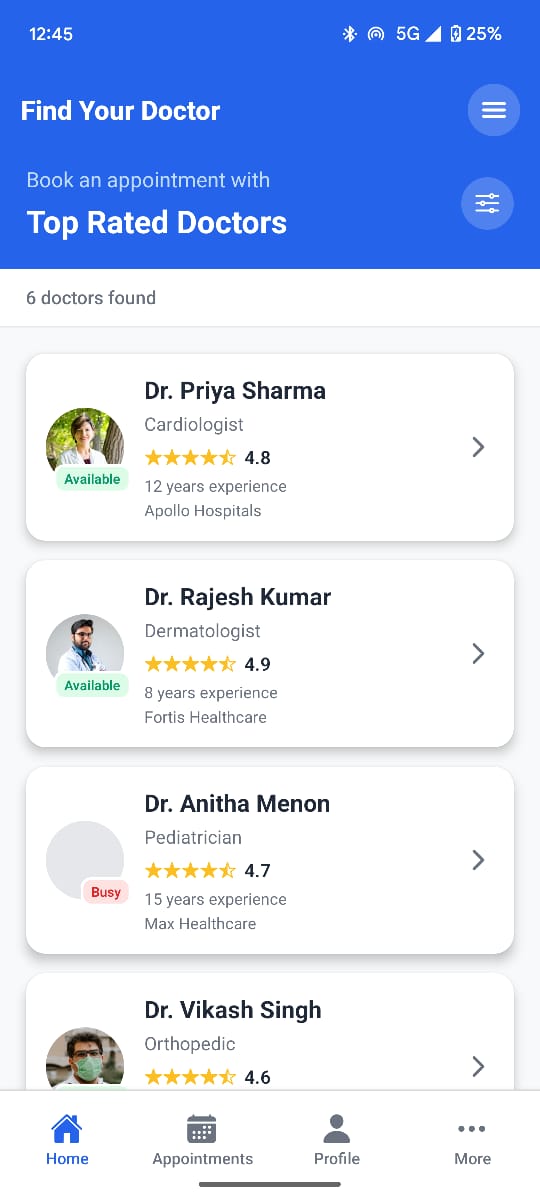 12:45
5G 25%
Find Your Doctor
Book an appointment with
Top Rated Doctors
6 doctors found
Dr. Priya Sharma
Cardiologist
4.8
Available
12 years experience
Apollo Hospitals
Dr. Rajesh Kumar
Dermatologist
4.9
Available
8 years experience
Fortis Healthcare
Dr. Anitha Menon
Pediatrician
4.7
Busy
15 years experience
Max Healthcare
Dr. Vikash Singh
Orthopedic
4.6
Home
Appointments
Profile
More